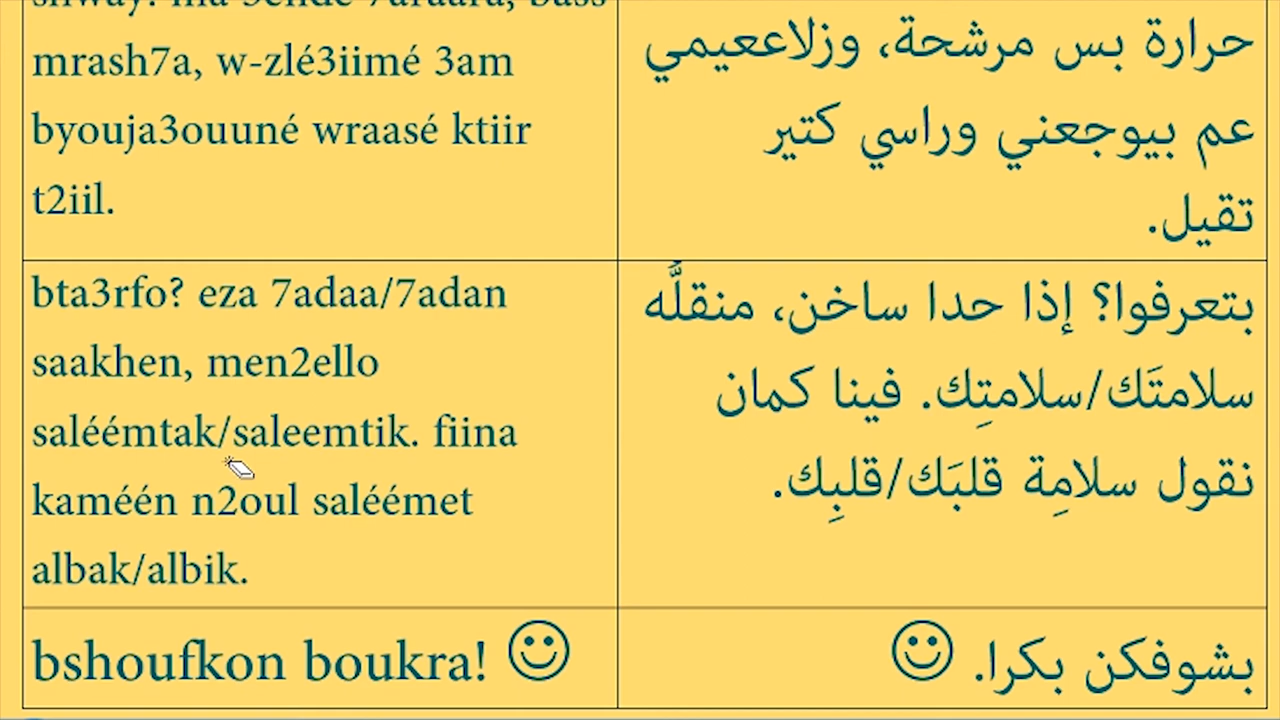 mrash7a, w-zlé3iimé 3am
byouja3ouuné wraasé ktiir
t2iil.
حرارة بس مرشحة، وزلاععيمي
عم بيوجعني وراسي كتير
تقيل.
bta3rfo? eza 7adaa/7adan
saakhen, men2ello
saléémtak/saleemtik. fiina
kaméén n2oul saléémet
albak/albik.
بتعرفوا؟ إذا حدا ساخن، منقلُّه
سلامتَك/سلامتِك. فينا كمان
نقول سلامِة قلبَك/قلبِك.
bshoufkon boukra! ☺
بشوفكن بكرا. ☺